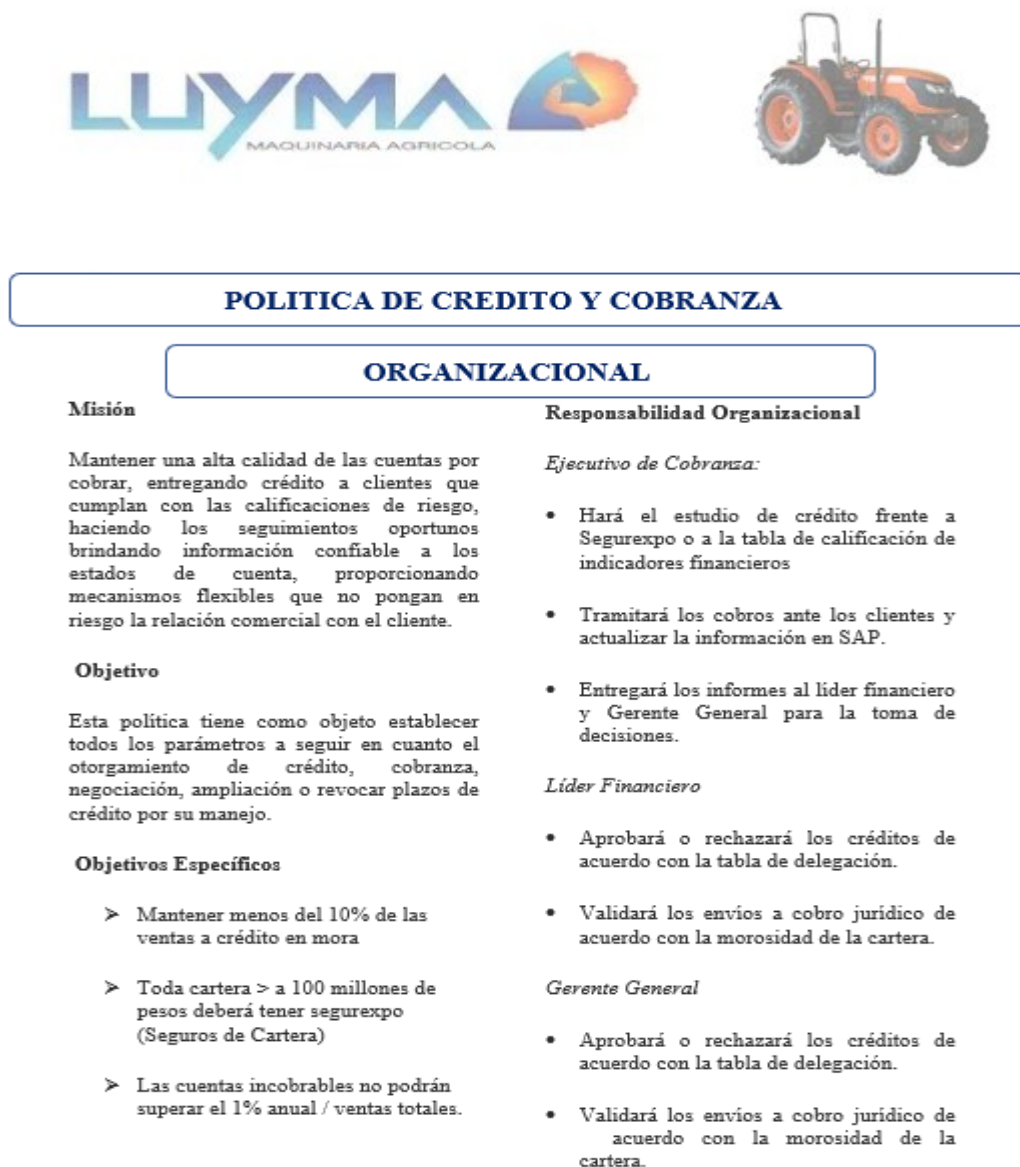 LUYMA
MAQUINARIA AGRICOLA
POLITICA DE CREDITO Y COBRANZA
ORGANIZACIONAL
Misión
Mantener una alta calidad de las cuentas por
cobrar, entregando crédito a clientes que
cumplan con las calificaciones de riesgo,
haciendo los seguimientos oportunos
brindando información confiable a los
estados de cuenta, proporcionando
mecanismos flexibles que no pongan en
riesgo la relación comercial con el cliente.
Objetivo
Esta politica tiene como objeto establecer
todos los parámetros a seguir en cuanto el
otorgamiento de crédito, cobranza,
negociación, ampliación o revocar plazos de
crédito por su manejo.
Objetivos Específicos
➢ Mantener menos del 10% de las
ventas a crédito en mora
➢ Toda cartera > a 100 millones de
pesos deberá tener segurexpo
(Seguros de Cartera)
➢ Las cuentas incobrables no podrán
superar el 1% anual / ventas totales.
Responsabilidad Organizacional
Ejecutivo de Cobranza:
• Hará el estudio de crédito frente a
Segurexpo o a la tabla de calificación de
indicadores financieros
• Tramitará los cobros ante los clientes y
actualizar la información en SAP.
• Entregará los informes al líder financiero
y Gerente General para la toma de
decisiones.
Líder Financiero
• Aprobará o rechazará los créditos de
acuerdo con la tabla de delegación.
• Validará los envíos a cobro jurídico de
acuerdo con la morosidad de la cartera.
Gerente General
• Aprobará o rechazará los créditos de
acuerdo con la tabla de delegación.
• Validará los envíos a cobro jurídico de
acuerdo con la morosidad de la
cartera.